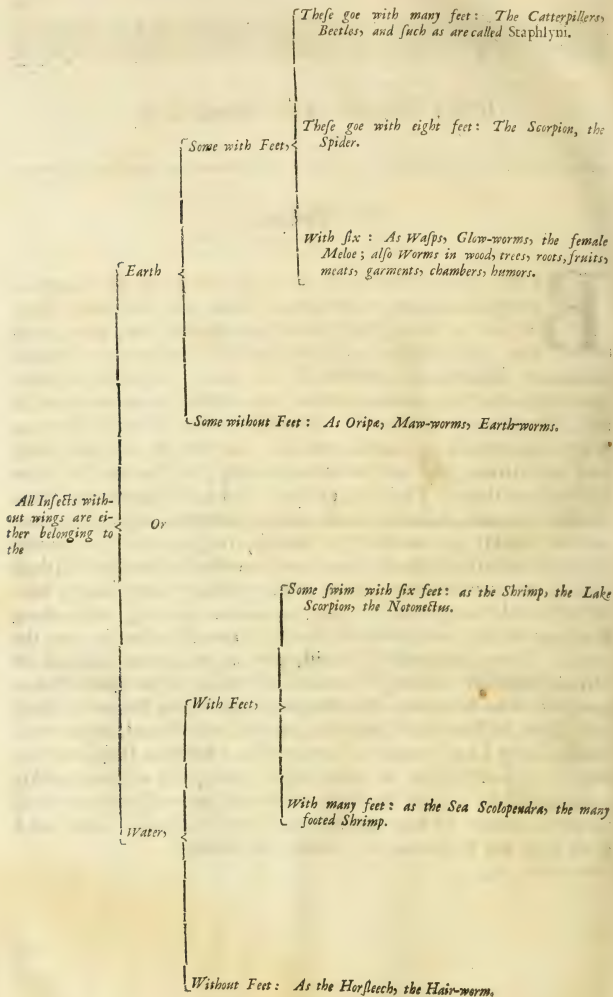 Theſe goe with many feet: The Catterpillers,
Beetles, and ſuch as are called Staphlyni.
Theſe goe with eight feet: The Scorpion, the
Spider.
Some with Feet,
With ſix: As Waſps, Glow-worms, the female
Meloe; alſo Worms in wood, trees, roots, fruits,
meats, garments, chambers, humors.
Earth
Some without Feet: As Oripæ, Maw-worms, Earth-worms.
All Inſects with-
out wings are ei-
ther belonging to
the
Or
Some ſwim with ſix feet: as the Shrimp, the Lake
Scorpion, the Notonectus.
With Feet,
With many feet: as the Sea Scolopendra, the many
footed Shrimp.
Water,
Without Feet: As the Horſleech, the Hair-worm.